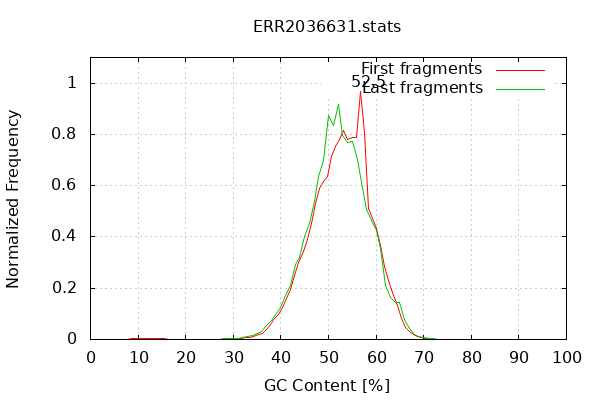 ERR2036631.stats
First fragments
52.5
Last fragments
Normalized Frequency
1
0.8
0.6
0.4
0.2
0
0 10 20 30 40 50 60 70 80 90 100
GC Content [%]